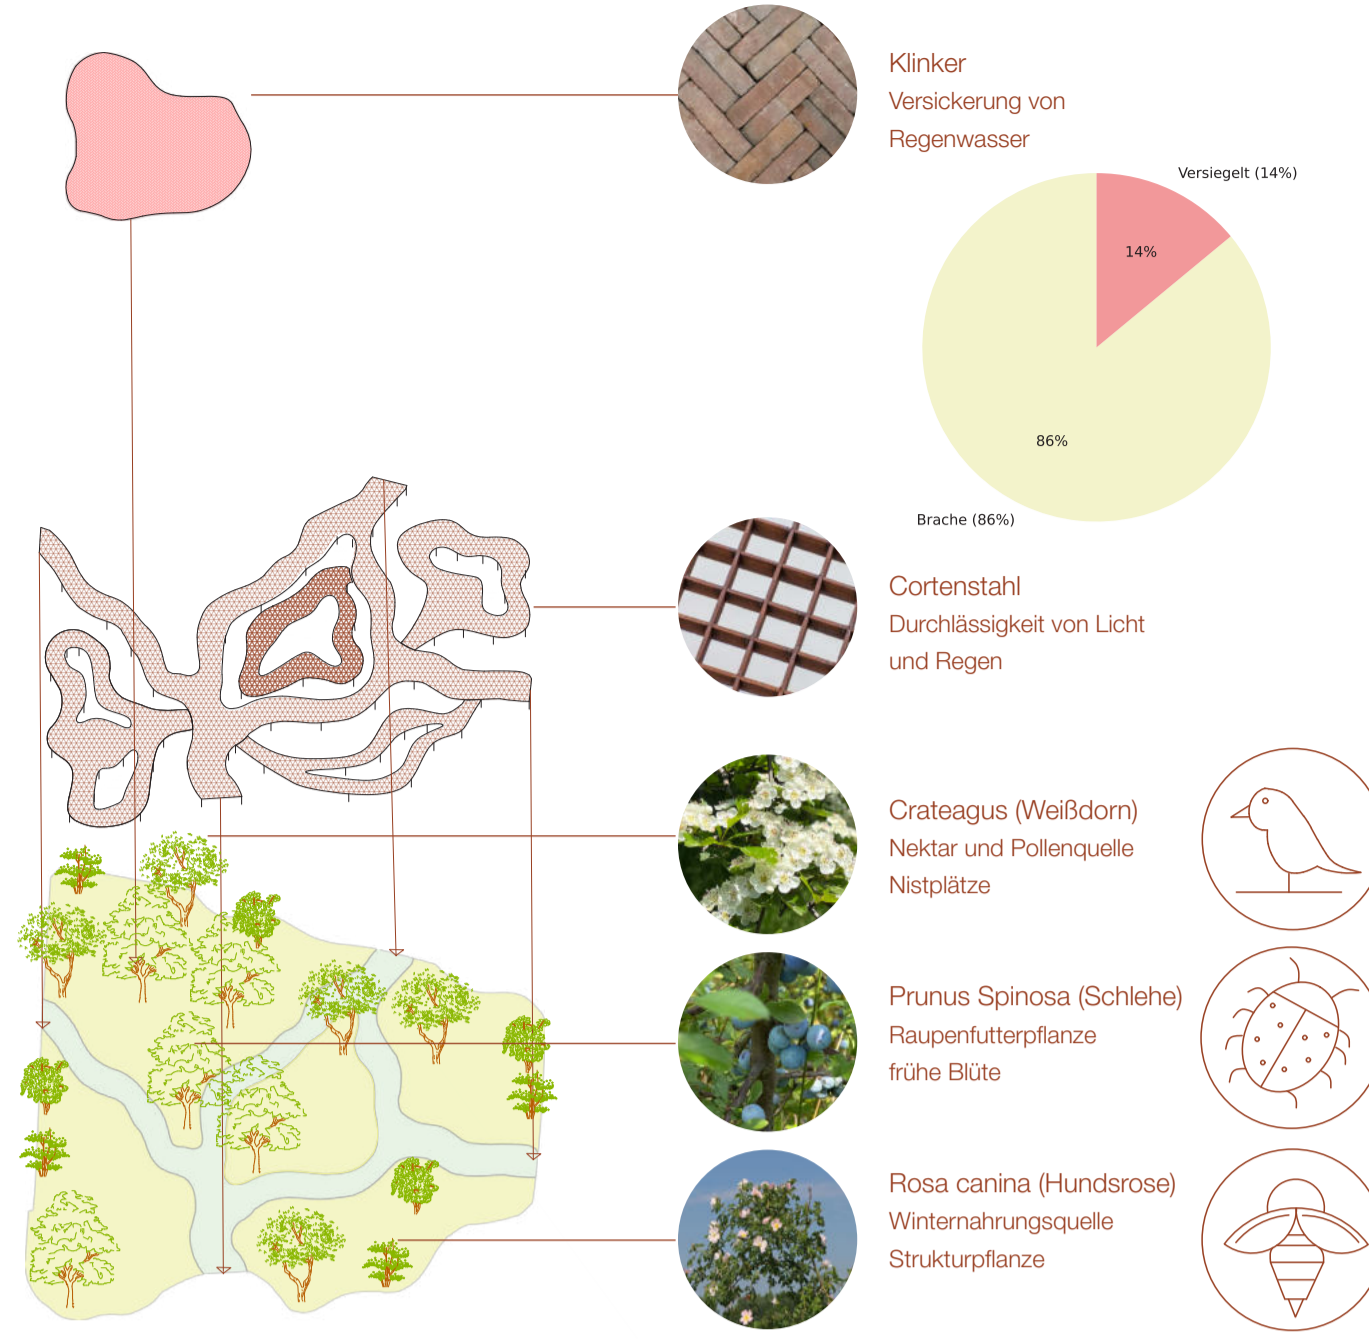 Klinker
Versickerung von
Regenwasser
Versiegelt (14%)
14%
86%
Brache (86%)
Cortenstahl
Durchlässigkeit von Licht
und Regen
Crateagus (Weißdorn)
Nektar und Pollenquelle
Nistplätze
Prunus Spinosa (Schlehe)
Raupenfutterpflanze
frühe Blüte
Rosa canina (Hundsrose)
Winternahrungsquelle
Strukturpflanze